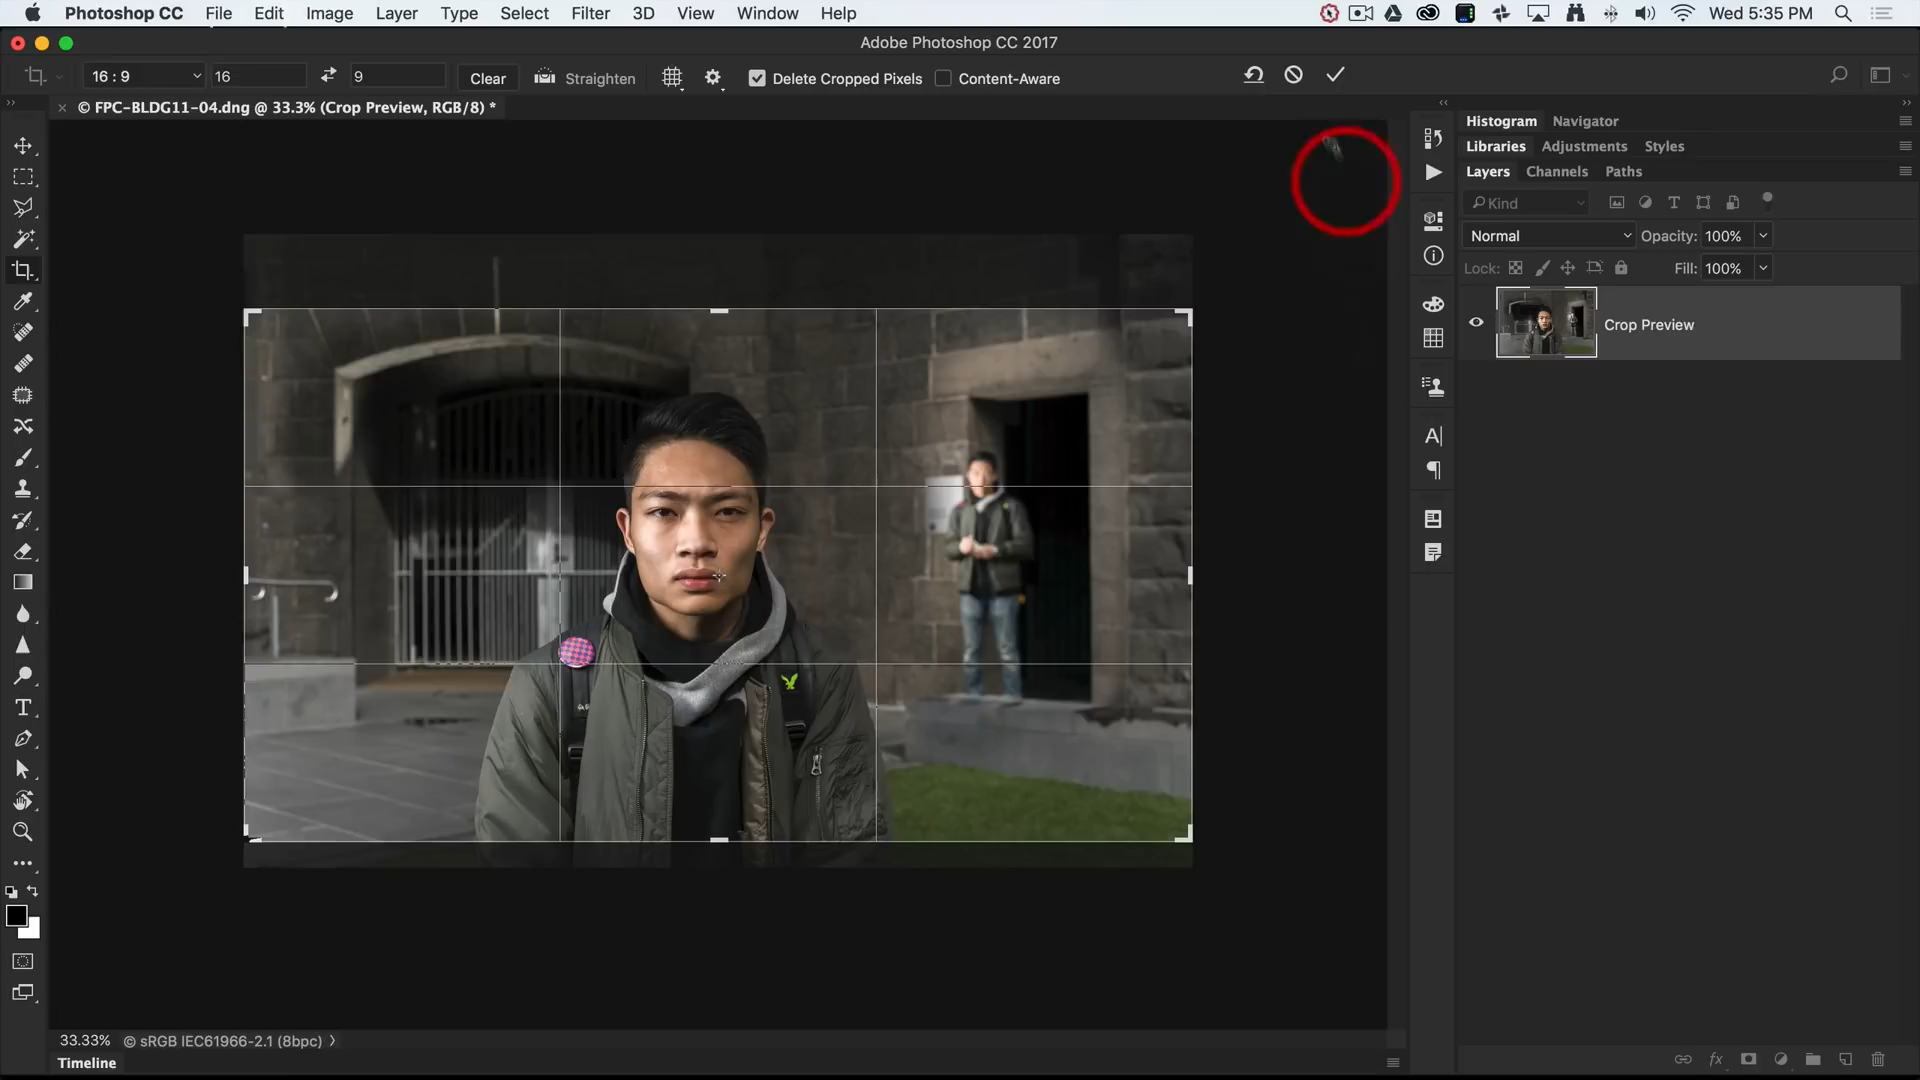 Photoshop CC File Edit Image Layer Type Select Filter 3D View Window Help Wed 5:35 PM
Adobe Photoshop CC 2017
16 : 9 16 9 Clear Straighten Delete Cropped Pixels Content-Aware
× © FPC-BLDG11-04.dng @ 33.3% (Crop Preview, RGB/8) *
Histogram Navigator
Libraries Adjustments Styles
Layers Channels Paths
Kind
Normal Opacity: 100%
Lock: Fill: 100%
Crop Preview
33.33% © sRGB IEC61966-2.1 (8bpc)
Timeline